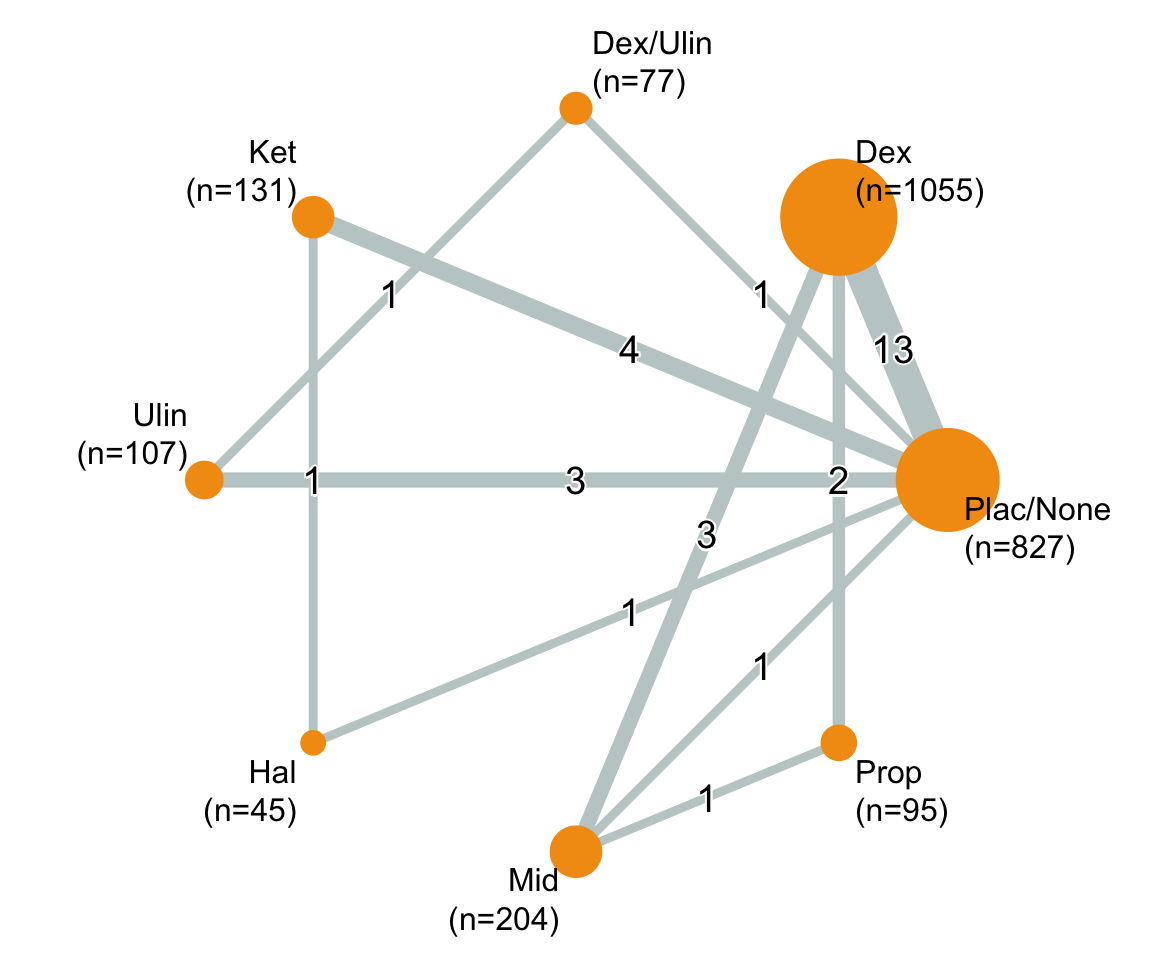 Dex/Ulin
(n=77)
Ket
(n=131)
Dex
(n=1055)
1
1
4
13
Ulin
(n=107)
1
3
2
Plac/None
(n=827)
3
1
1
Hal
(n=45)
Prop
(n=95)
1
Mid
(n=204)